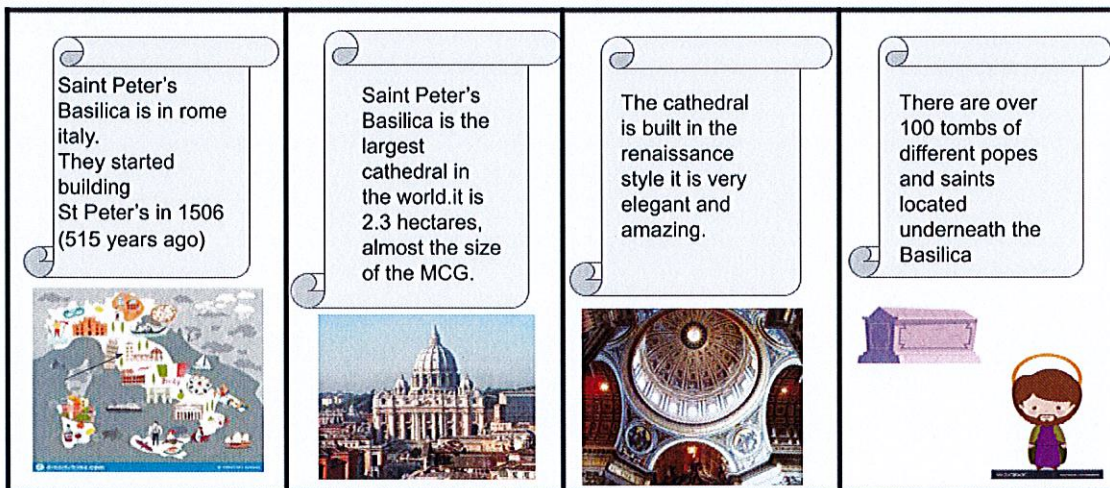 Saint Peter's
Basilica is in rome
italy.
They started
building
St Peter's in 1506
(515 years ago)
Saint Peter's
Basilica is the
largest
cathedral in
the world.it is
2.3 hectares,
almost the size
of the MCG.
The cathedral
is built in the
renaissance
style it is very
elegant and
amazing.
There are over
100 tombs of
different popes
and saints
located
underneath the
Basilica
dreamstime.com